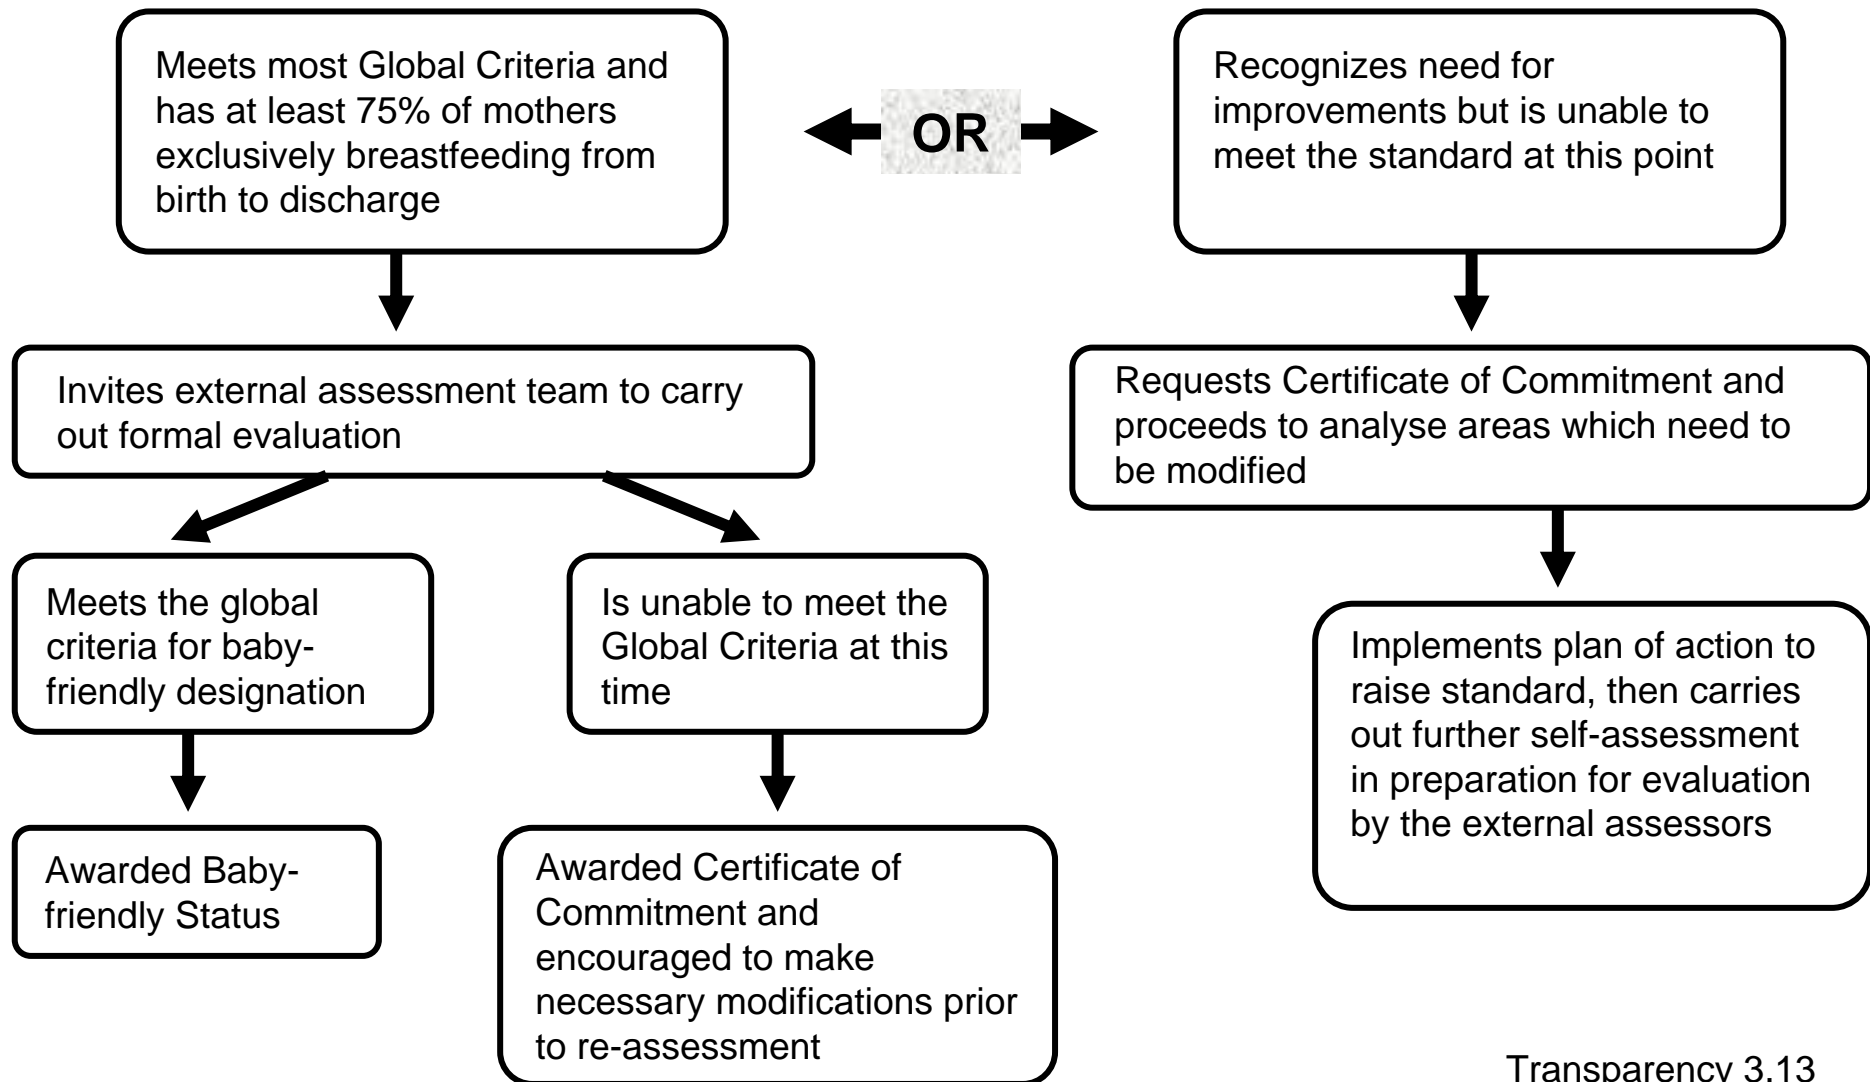 Meets most Global Criteria and
has at least 75% of mothers
exclusively breastfeeding from
birth to discharge
OR
Recognizes need for
improvements but is unable to
meet the standard at this point
Invites external assessment team to carry
out formal evaluation
Requests Certificate of Commitment and
proceeds to analyse areas which need to
be modified
Meets the global
criteria for baby-
friendly designation
Is unable to meet the
Global Criteria at this
time
Implements plan of action to
raise standard, then carries
out further self-assessment
in preparation for evaluation
by the external assessors
Awarded Baby-
friendly Status
Awarded Certificate of
Commitment and
encouraged to make
necessary modifications prior
to re-assessment
Transparency 3.13